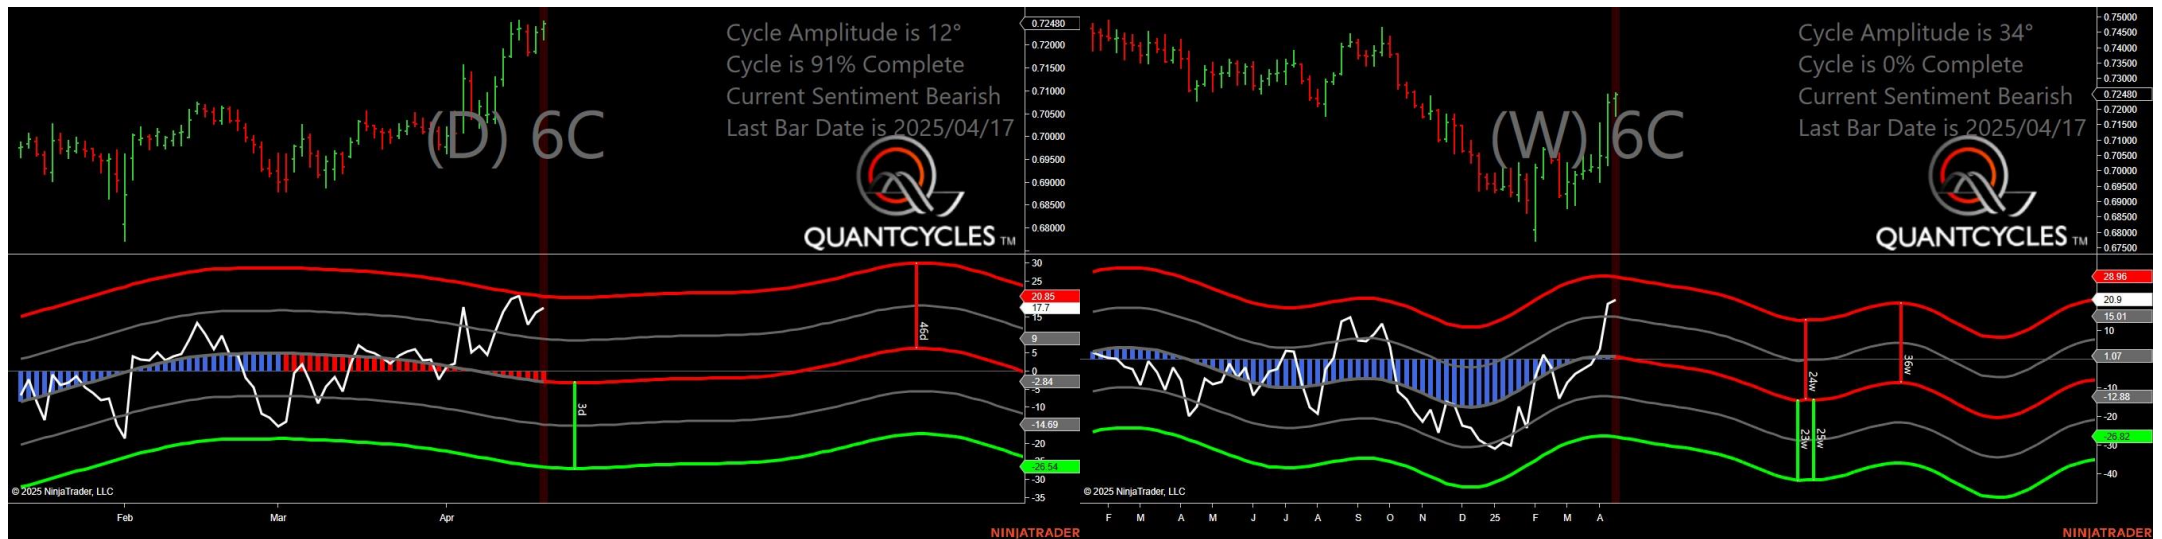 Cycle Amplitude is 12°
Cycle is 91% Complete
Current Sentiment Bearish
Last Bar Date is 2025/04/17
(D) 6C
QUANTCYCLES TM
0.72480
0.72000
0.71500
0.71000
0.70500
0.70000
0.69500
0.69000
0.68500
0.68000
30
25
20.85
17.7
15
9
5
0
-2.84
-5
-10
-14.69
-20
-26.54
-30
-35
46d
3d
© 2025 NinjaTrader, LLC
Feb Mar Apr
NINJATRADER
Cycle Amplitude is 34°
Cycle is 0% Complete
Current Sentiment Bearish
Last Bar Date is 2025/04/17
(W) 6C
QUANTCYCLES TM
0.75000
0.74500
0.74000
0.73500
0.73000
0.72480
0.72000
0.71500
0.71000
0.70500
0.70000
0.69500
0.69000
0.68500
0.68000
0.67500
28.96
20.9
15.01
10
1.07
-10
-12.88
-20
-26.82
-30
-40
24w
36w
23w
25w
© 2025 NinjaTrader, LLC
F M A M J J A S O N D 25 F M A
NINJATRADER